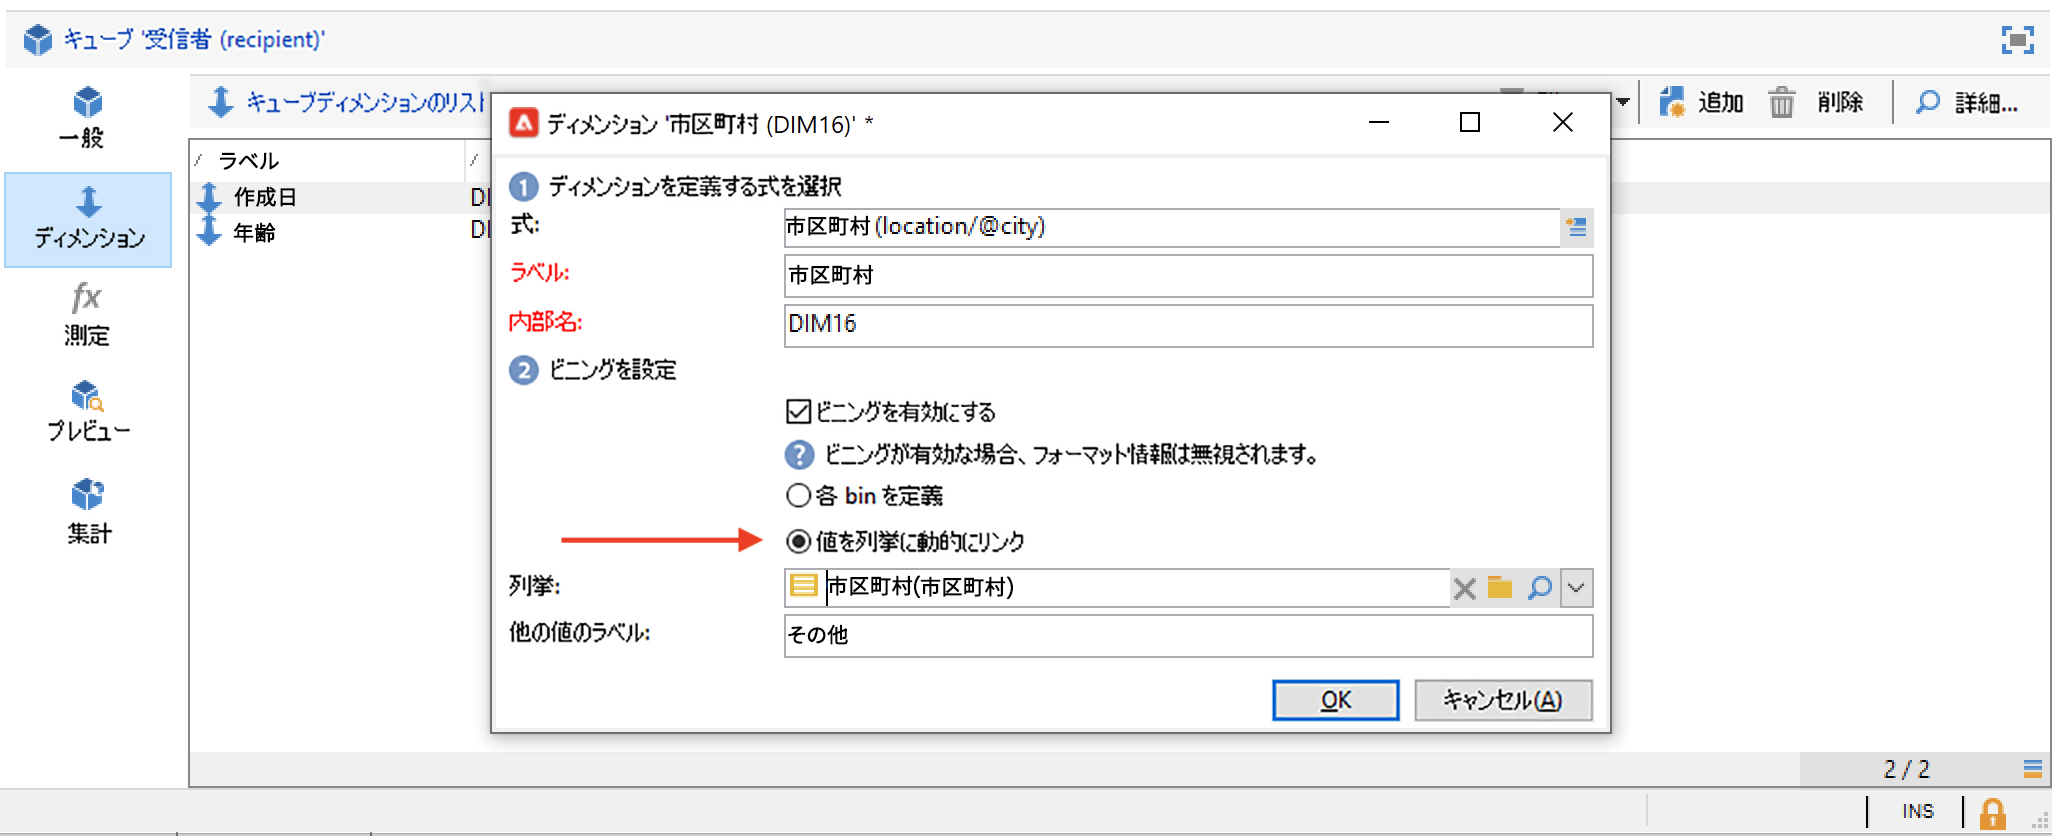 キューブ '受信者 (recipient)'
一般
ディメンション
fx
測定
プレビュー
集計
キューブディメンションのリスト
追加
削除
詳細...
ラベル
作成日
年齢
ディメンション '市区町村 (DIM16)' *
1 ディメンションを定義する式を選択
式:
市区町村 (location/@city)
ラベル:
市区町村
内部名:
DIM16
2 ビニングを設定
ビニングを有効にする
? ビニングが有効な場合、フォーマット情報は無視されます。
各 bin を定義
値を列挙に動的にリンク
列挙:
市区町村(市区町村)
他の値のラベル:
その他
OK
キャンセル(A)
2 / 2
INS